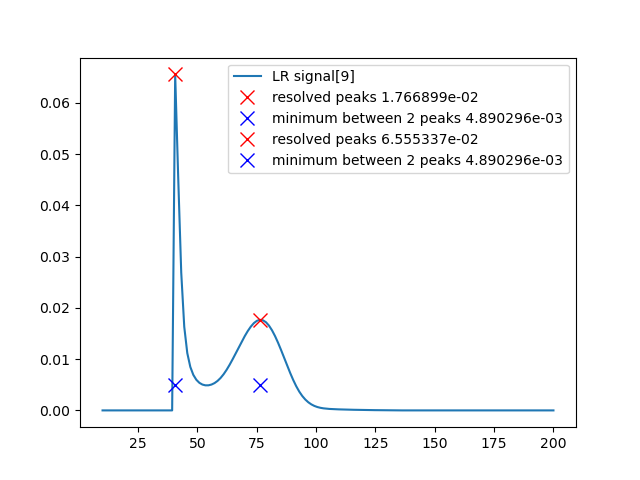 LR signal[9]
resolved peaks 1.766899e-02
minimum between 2 peaks 4.890296e-03
resolved peaks 6.555337e-02
minimum between 2 peaks 4.890296e-03
0.06
0.05
0.04
0.03
0.02
0.01
0.00
25 50 75 100 125 150 175 200